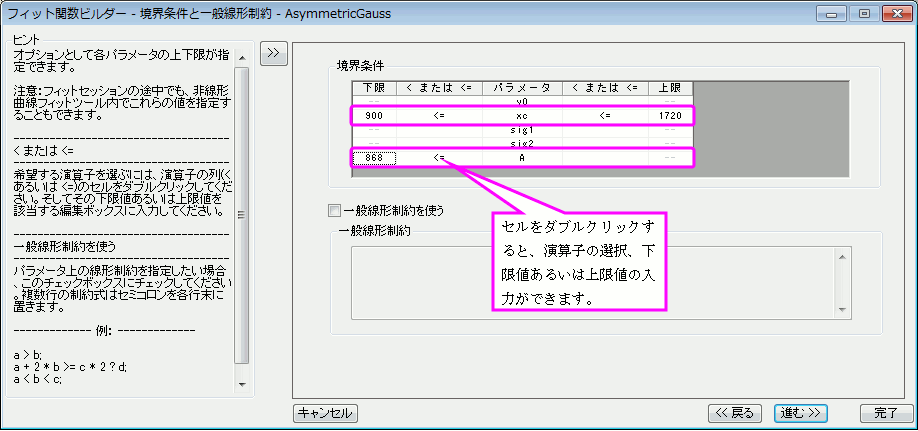 フィット関数ビルダー - 境界条件と一般線形制約 - AsymmetricGauss
ヒント
オプションとして各パラメータの上下限が指
定できます。
注意：フィットセッションの途中でも、非線形
曲線フィットツール内でこれらの値を指定す
ることもできます。
------------------------------
< または <=
------------------------------
希望する演算子を選ぶには、演算子の列(<
あるいは <=)のセルをダブルクリックしてくだ
さい。そしてその下限値あるいは上限値を
該当する編集ボックスに入力してください。
------------------------------
一般線形制約を使う
------------------------------
パラメータ上の線形制約を指定したい場合
、このチェックボックスにチェックしてください
。複数行の制約式はセミコロンを各行末に
置きます。
------------- 例: -------------
a > b;
a + 2 * b >= c * 2 ? d;
a < b < c;
>>
境界条件
下限 < または <= パラメータ < または <= 上限
-- y0 --
900 <= xc <= 1720
-- sig1 --
-- sig2 --
868 <= A --
一般線形制約を使う
一般線形制約
セルをダブルクリックす
ると、演算子の選択、下
限値あるいは上限値の入
力ができます。
キャンセル
<< 戻る
進む >>
完了